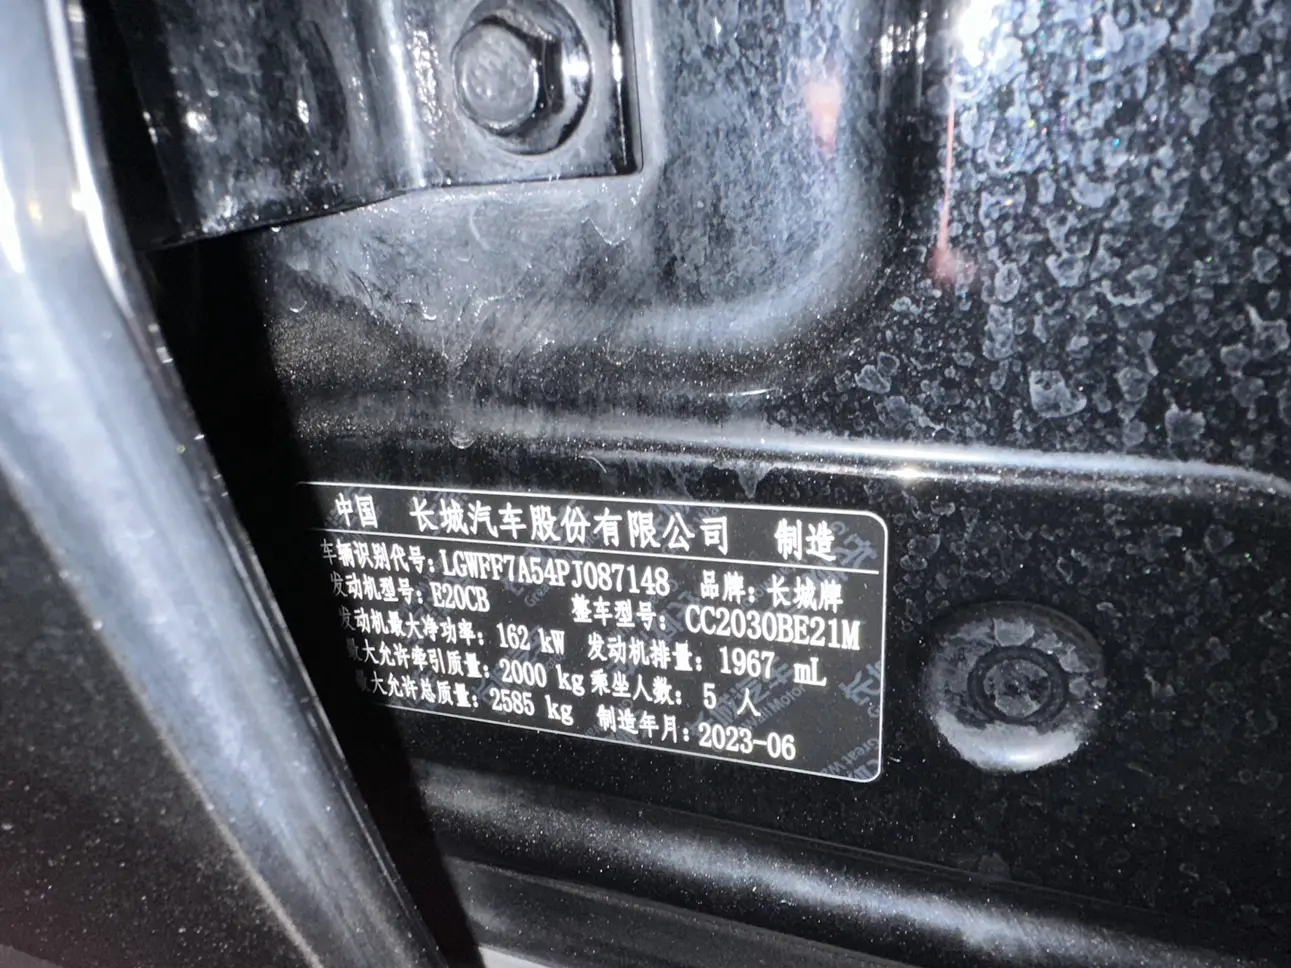 中国 长城汽车股份有限公司 制造
车辆识别代号：LGWFF7A54PJ087148 品牌：长城牌
发动机型号：E20CB 整车型号：CC2030BE21M
发动机最大净功率：162 kW 发动机排量：1967 mL
最大允许牵引质量：2000 kg 乘坐人数：5 人
最大允许总质量：2585 kg 制造年月：2023-06